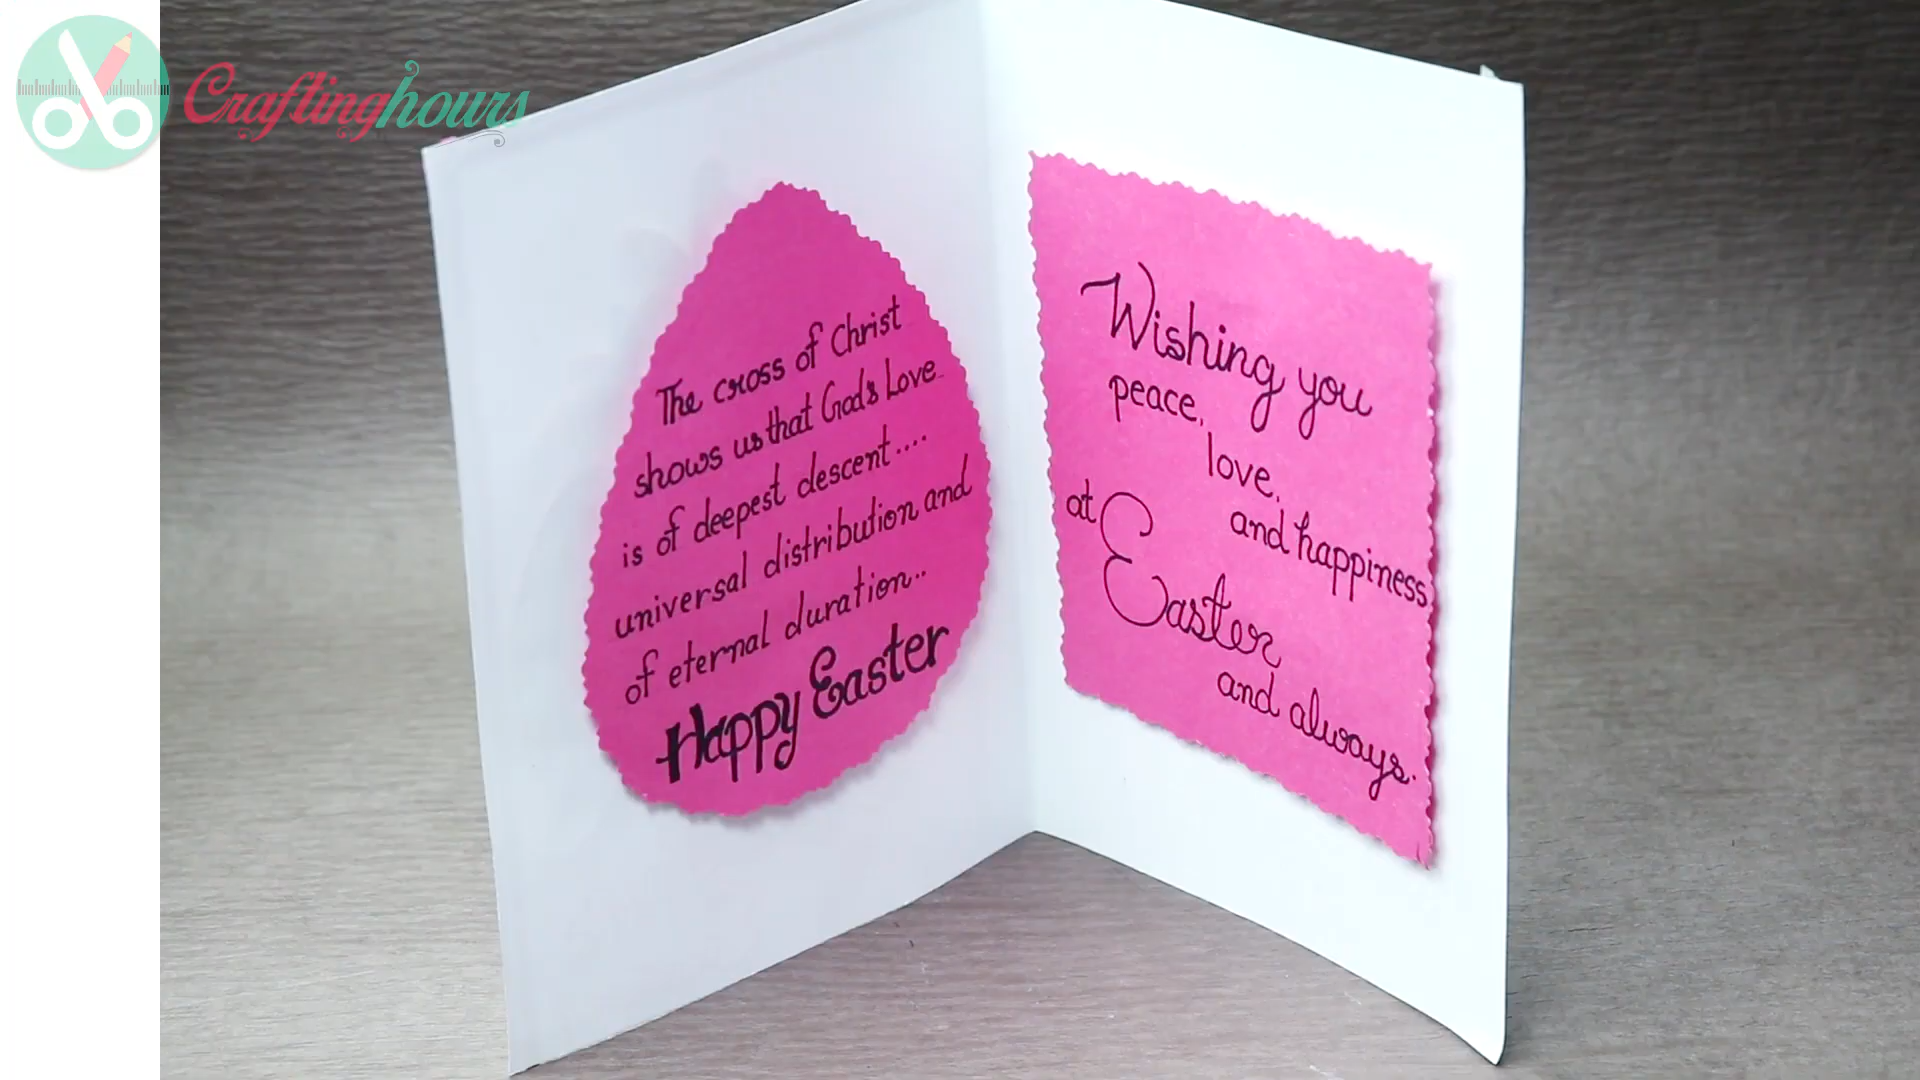 Craftinghours
The cross of Christ
shows us that God's Love
is of deepest descent....
universal distribution and
of eternal duration..
Happy Easter
Wishing you
peace,
love,
and happiness
at Easter
and always.